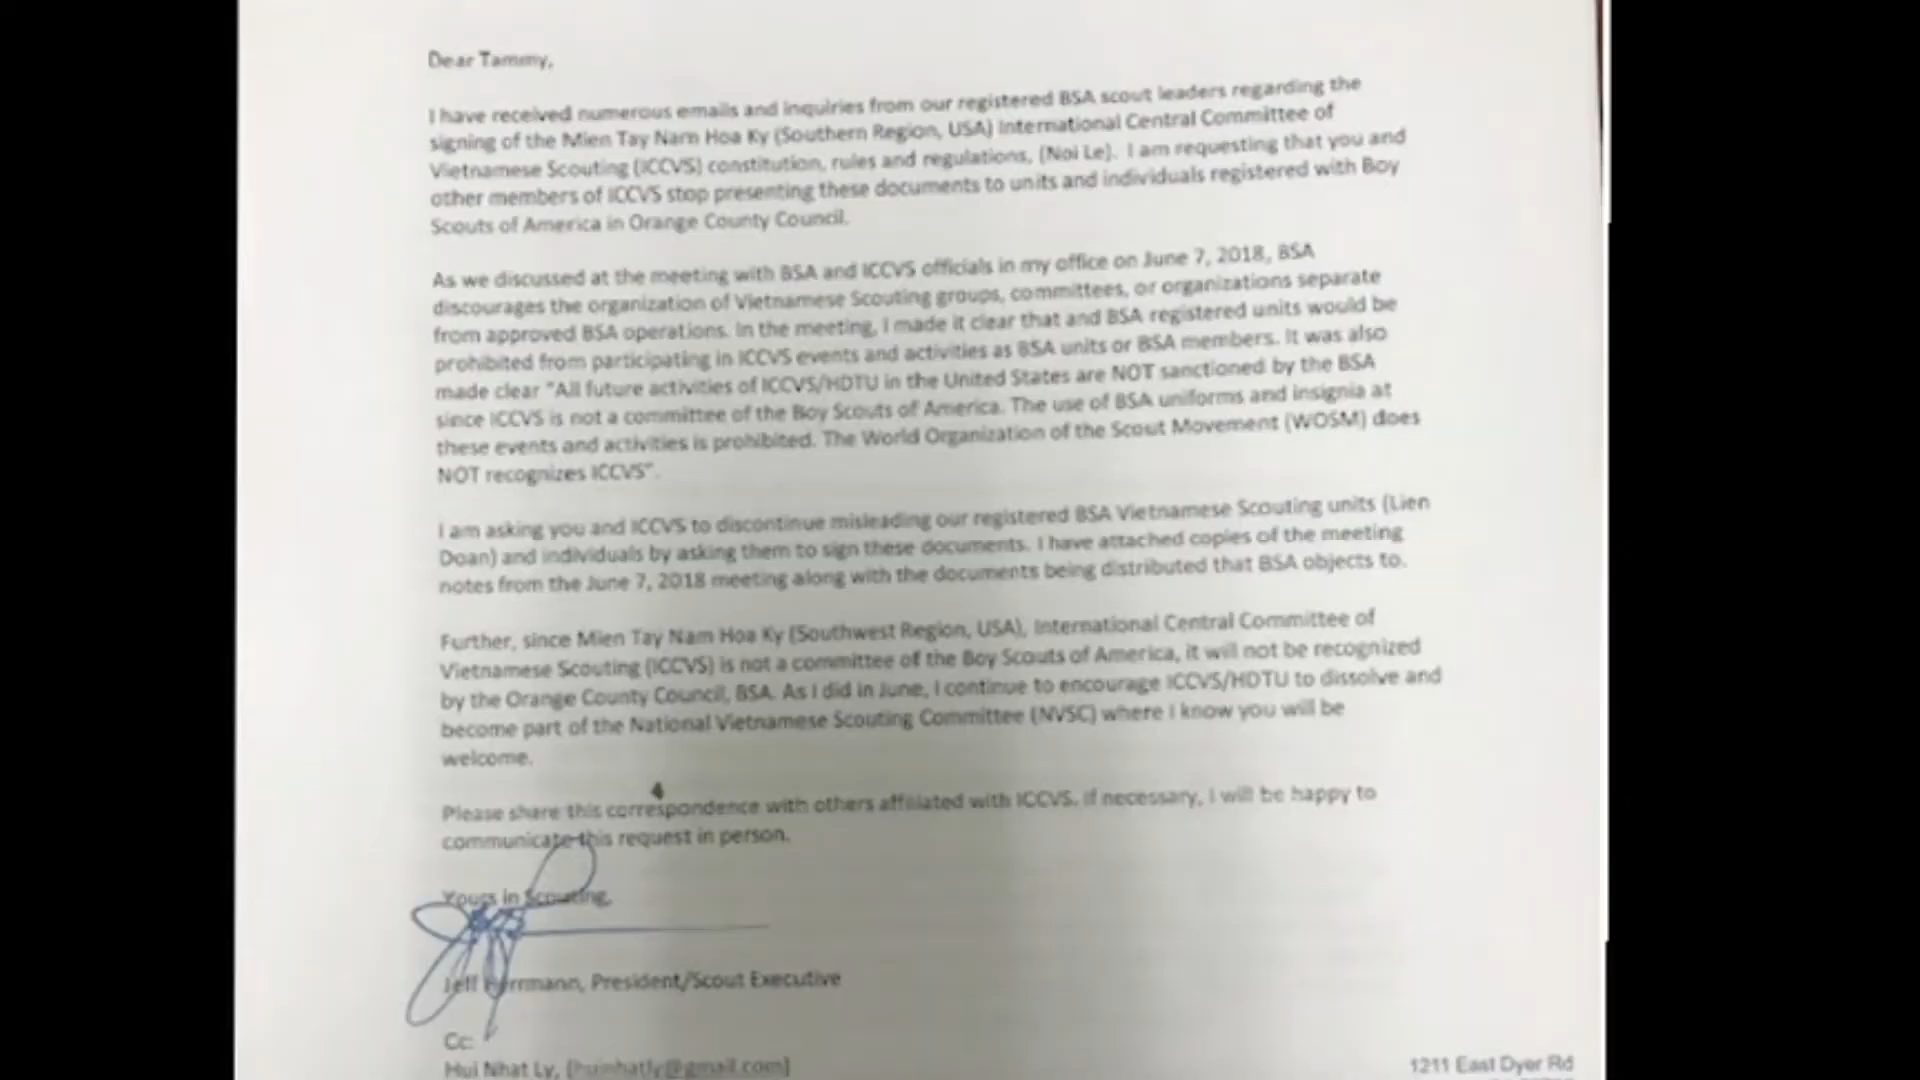 Dear Tammy,
I have received numerous emails and inquiries from our registered BSA scout leaders regarding the
signing of the Mien Tay Nam Hoa Ky (Southern Region, USA) International Central Committee of
Vietnamese Scouting (ICCVS) constitution, rules and regulations, (Noi Le). I am requesting that you and
other members of ICCVS stop presenting these documents to units and individuals registered with Boy
Scouts of America in Orange County Council.
As we discussed at the meeting with BSA and ICCVS officials in my office on June 7, 2018, BSA
discourages the organization of Vietnamese Scouting groups, committees, or organizations separate
from approved BSA operations. In the meeting, I made it clear that and BSA registered units would be
prohibited from participating in ICCVS events and activities as BSA units or BSA members. It was also
made clear "All future activities of ICCVS/HDTU in the United States are NOT sanctioned by the BSA
since ICCVS is not a committee of the Boy Scouts of America. The use of BSA uniforms and insignia at
these events and activities is prohibited. The World Organization of the Scout Movement (WOSM) does
NOT recognizes ICCVS".
I am asking you and ICCVS to discontinue misleading our registered BSA Vietnamese Scouting units (Lien
Doan) and individuals by asking them to sign these documents. I have attached copies of the meeting
notes from the June 7, 2018 meeting along with the documents being distributed that BSA objects to.
Further, since Mien Tay Nam Hoa Ky (Southwest Region, USA), International Central Committee of
Vietnamese Scouting (ICCVS) is not a committee of the Boy Scouts of America, it will not be recognized
by the Orange County Council, BSA. As I did in June, I continue to encourage ICCVS/HDTU to dissolve and
become part of the National Vietnamese Scouting Committee (NVSC) where I know you will be
welcome.
Please share this correspondence with others affiliated with ICCVS. If necessary, I will be happy to
communicate this request in person.
Yours in Scouting,
Jeff Herrmann, President/Scout Executive
Cc:
Hui Nhat Ly, (huinhatly@gmail.com)
1211 East Dyer Rd